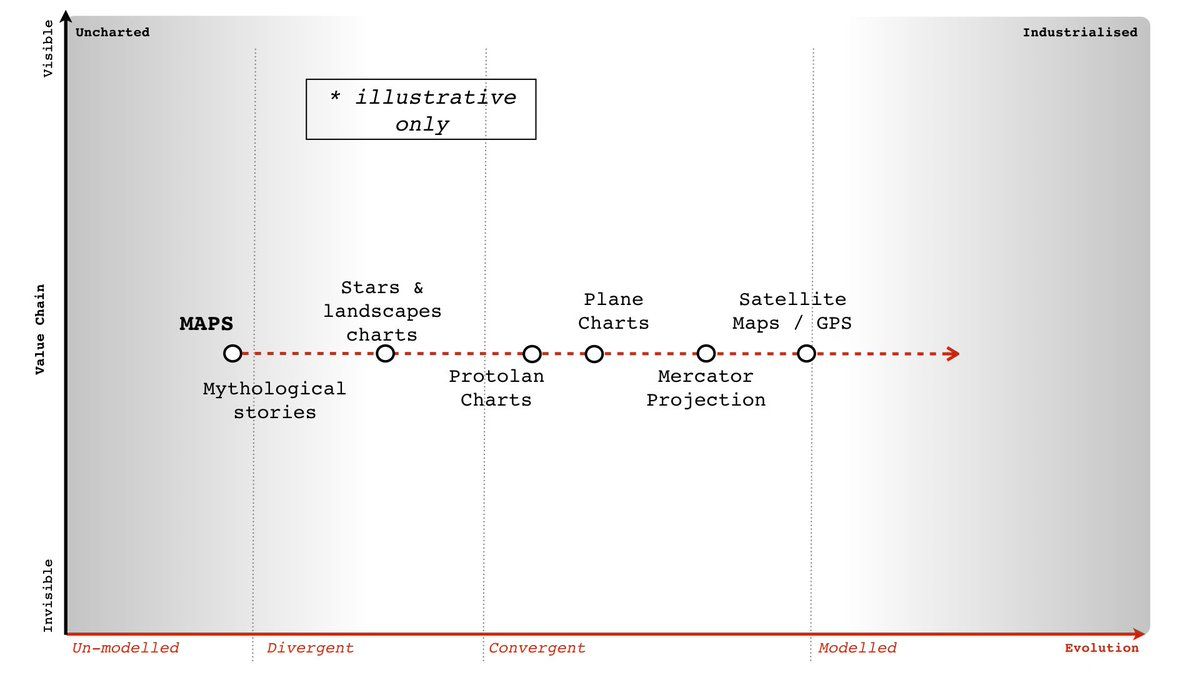 Visible
Uncharted
Industrialised
* illustrative
only
Value Chain
MAPS
Mythological
stories
Stars &
landscapes
charts
Protolan
Charts
Plane
Charts
Mercator
Projection
Satellite
Maps / GPS
Invisible
Un-modelled
Divergent
Convergent
Modelled
Evolution